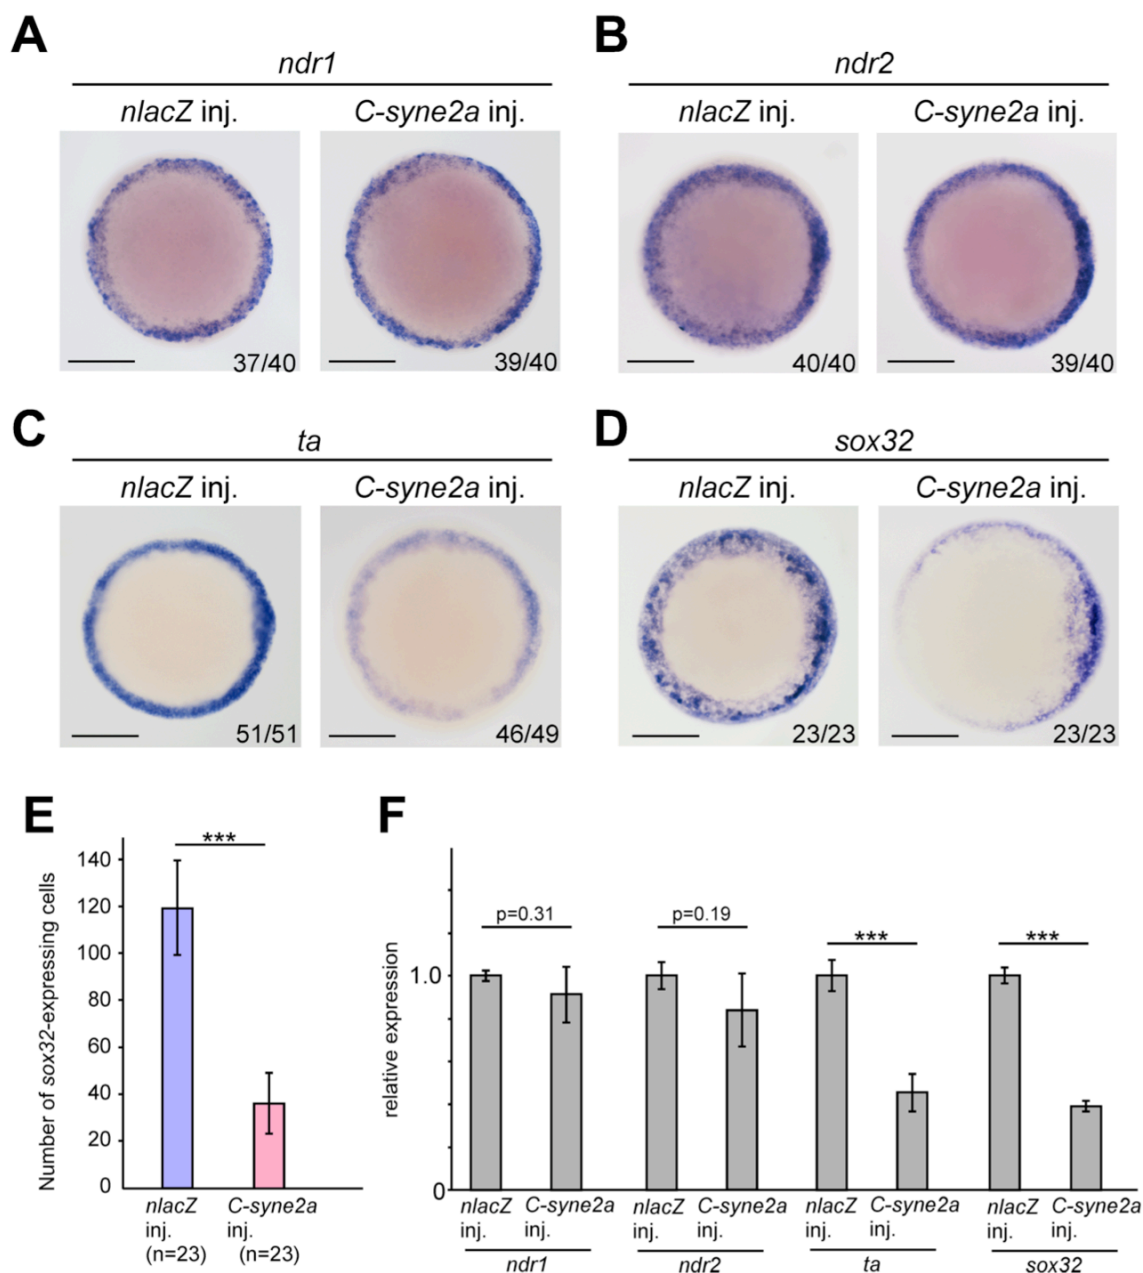 A
ndr1
nlacZ inj.
C-syne2a inj.
37/40
39/40
B
ndr2
nlacZ inj.
C-syne2a inj.
40/40
39/40
C
ta
nlacZ inj.
C-syne2a inj.
51/51
46/49
D
sox32
nlacZ inj.
C-syne2a inj.
23/23
23/23
E
Number of sox32-expressing cells
140
120
100
80
60
40
20
0
***
nlacZ
inj.
(n=23)
C-syne2a
inj.
(n=23)
F
relative expression
1.0
0
p=0.31
p=0.19
***
***
nlacZ
inj.
C-syne2a
inj.
ndr1
nlacZ
inj.
C-syne2a
inj.
ndr2
nlacZ
inj.
C-syne2a
inj.
ta
nlacZ
inj.
C-syne2a
inj.
sox32